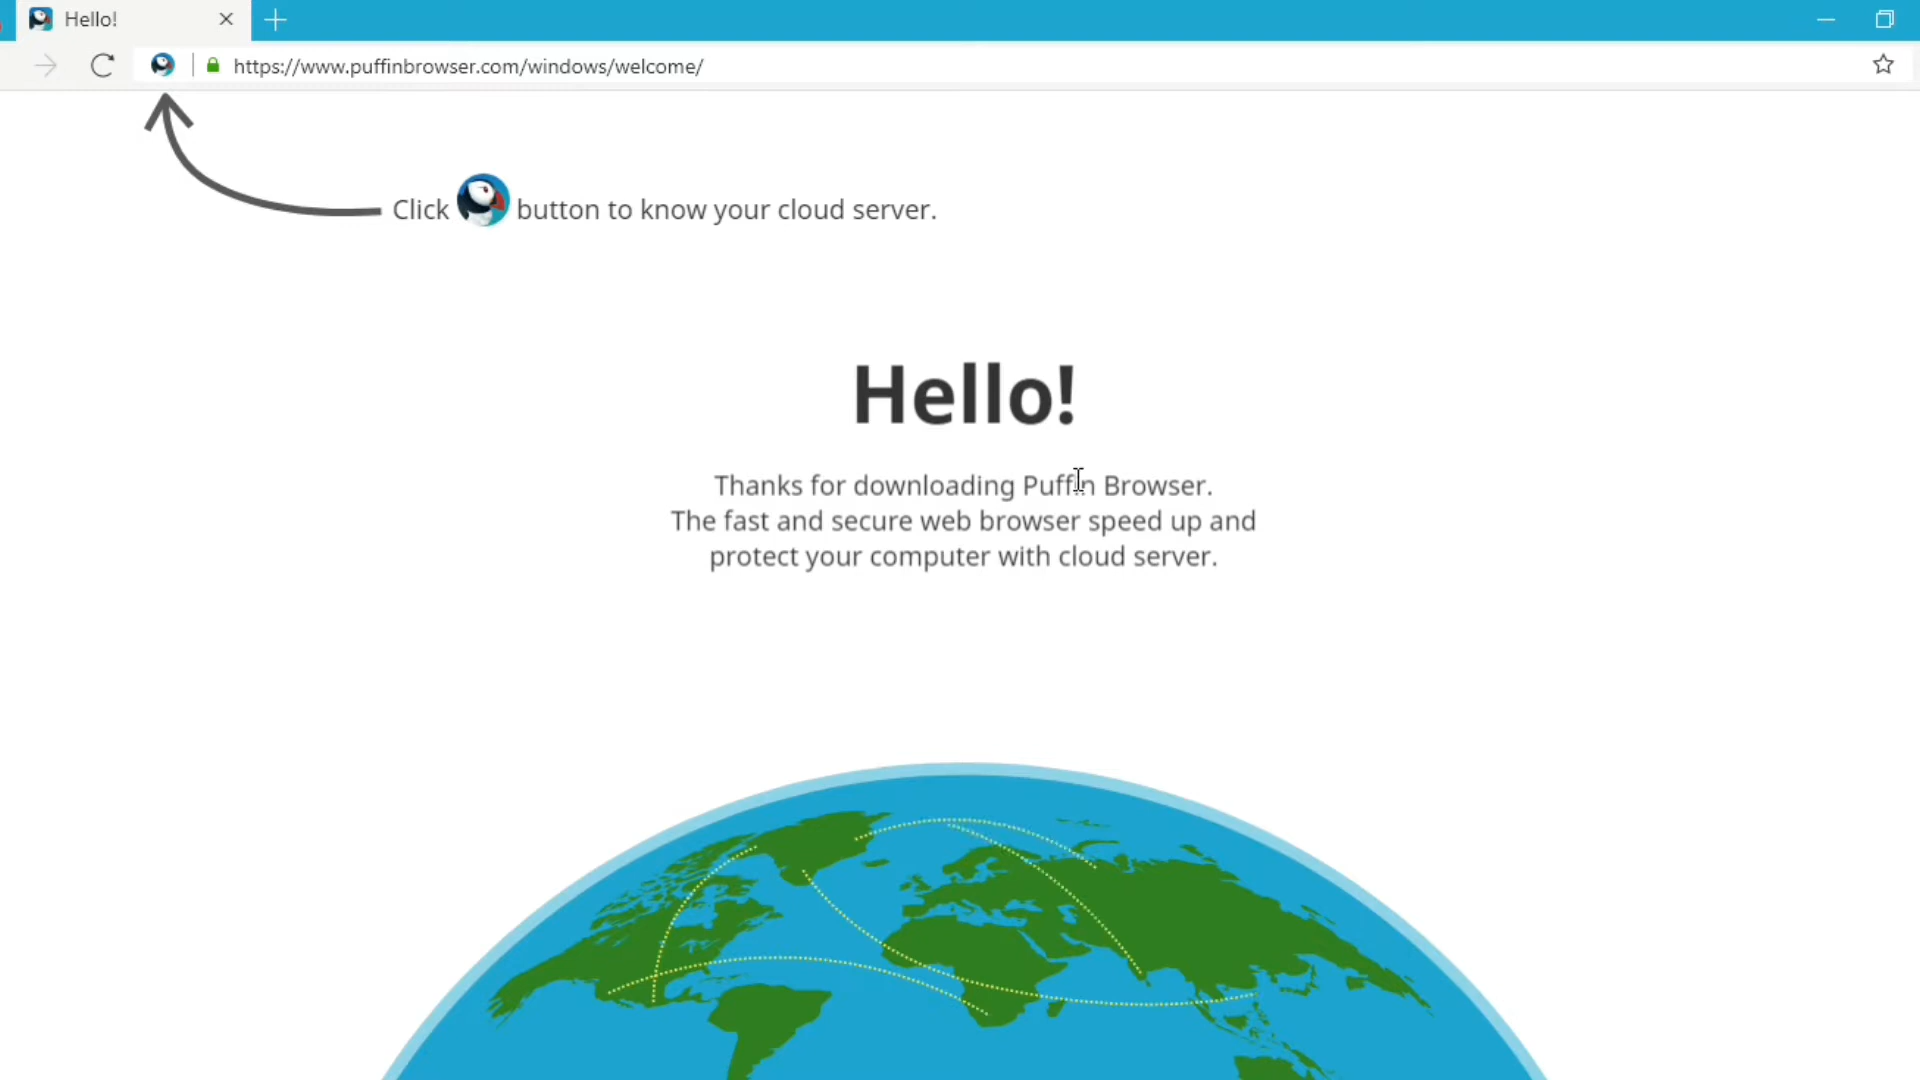 Hello!
https://www.puffinbrowser.com/windows/welcome/
Click button to know your cloud server.
Hello!
Thanks for downloading Puffin Browser.
The fast and secure web browser speed up and
protect your computer with cloud server.